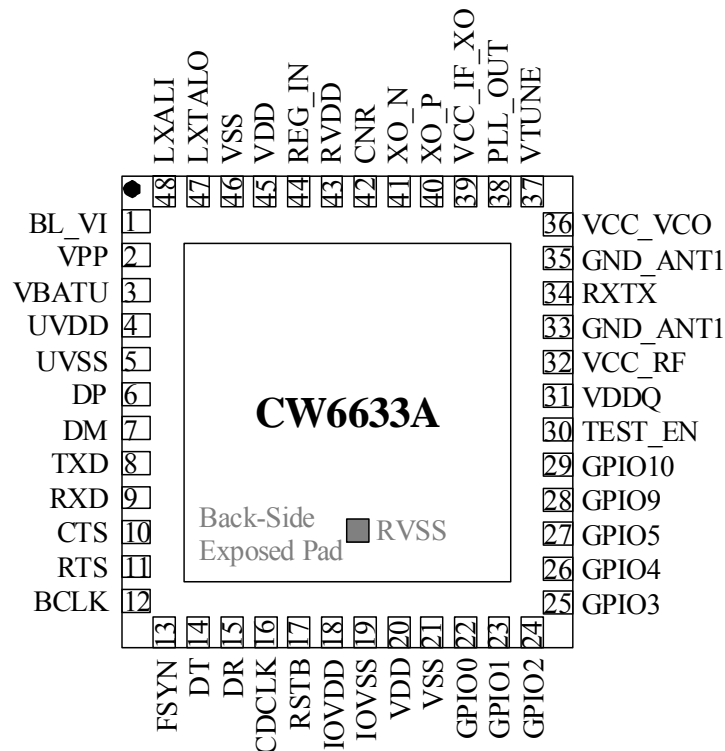 LXALI
LXTALO
VSS
VDD
REG_IN
RVDD
CNR
XO_N
XO_P
VCC_IF_XO
PLL_OUT
VTUNE
48 47 46 45 44 43 42 41 40 39 38 37
BL_VI 1
VPP 2
VBATU 3
UVDD 4
UVSS 5
DP 6
DM 7
TXD 8
RXD 9
CTS 10
RTS 11
BCLK 12
36 VCC_VCO
35 GND_ANT1
34 RXTX
33 GND_ANT1
32 VCC_RF
31 VDDQ
30 TEST_EN
29 GPIO10
28 GPIO9
27 GPIO5
26 GPIO4
25 GPIO3
CW6633A
Back-Side
Exposed Pad
RVSS
13 14 15 16 17 18 19 20 21 22 23 24
FSYN
DT
DR
CDCLK
RSTB
IOVDD
IOVSS
VDD
VSS
GPIO0
GPIO1
GPIO2